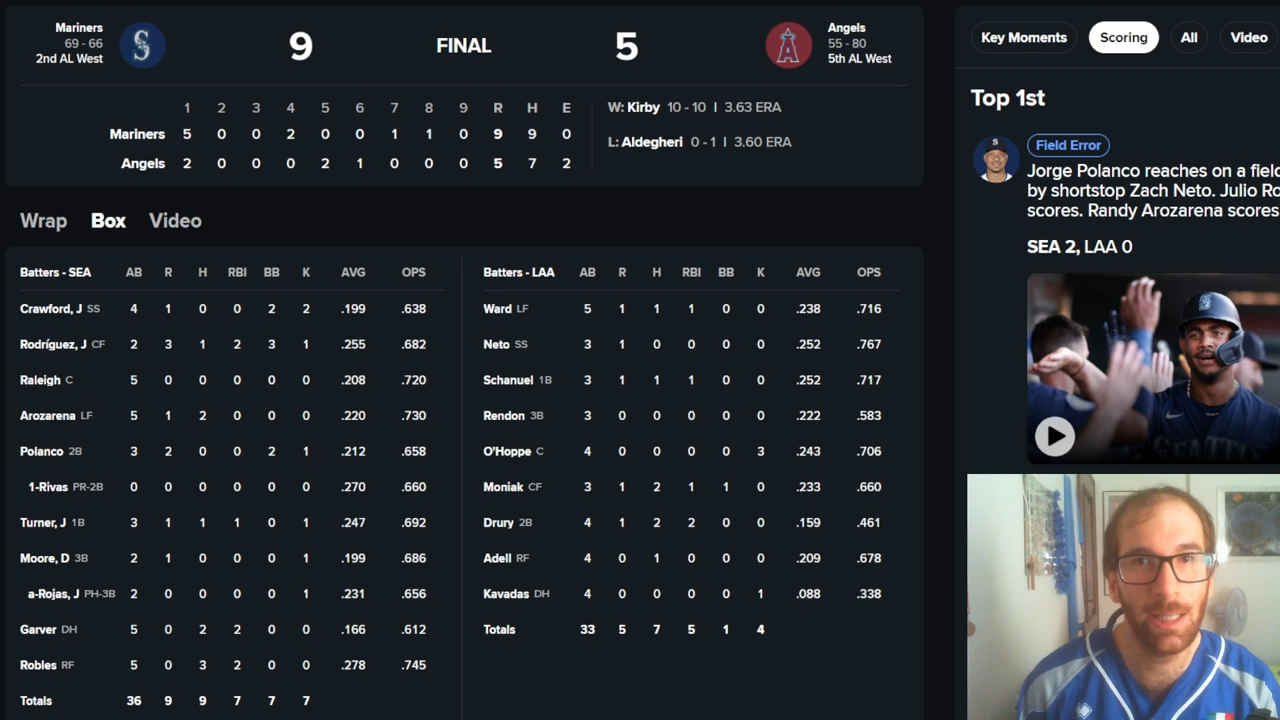 Mariners
69 - 66
2nd AL West
9
FINAL
5
Angels
55 - 80
5th AL West
1 2 3 4 5 6 7 8 9 R H E
Mariners 5 0 0 2 0 0 1 1 0 9 9 0
Angels 2 0 0 0 2 1 0 0 0 5 7 2
W: Kirby 10 - 10 | 3.63 ERA
L: Aldegheri 0 - 1 | 3.60 ERA
Wrap Box Video
Batters - SEA AB R H RBI BB K AVG OPS
Crawford, J SS 4 1 0 0 2 2 .199 .638
Rodríguez, J CF 2 3 1 2 3 1 .255 .682
Raleigh C 5 0 0 0 0 0 .208 .720
Arozarena LF 5 1 2 0 0 0 .220 .730
Polanco 2B 3 2 0 0 2 1 .212 .658
1-Rivas PR-2B 0 0 0 0 0 0 .270 .660
Turner, J 1B 3 1 1 1 0 1 .247 .692
Moore, D 3B 2 1 0 0 0 1 .199 .686
a-Rojas, J PH-3B 2 0 0 0 0 1 .231 .656
Garver DH 5 0 2 2 0 0 .166 .612
Robles RF 5 0 3 2 0 0 .278 .745
Totals 36 9 9 7 7 7
Batters - LAA AB R H RBI BB K AVG OPS
Ward LF 5 1 1 1 0 0 .238 .716
Neto SS 3 1 0 0 0 0 .252 .767
Schanuel 1B 3 1 1 1 0 0 .252 .717
Rendon 3B 3 0 0 0 0 0 .222 .583
O'Hoppe C 4 0 0 0 0 3 .243 .706
Moniak CF 3 1 2 1 1 0 .233 .660
Drury 2B 4 1 2 2 0 0 .159 .461
Adell RF 4 0 1 0 0 0 .209 .678
Kavadas DH 4 0 0 0 0 1 .088 .338
Totals 33 5 7 5 1 4
Key Moments Scoring All Video
Top 1st
Field Error
Jorge Polanco reaches on a field
by shortstop Zach Neto. Julio Ro
scores. Randy Arozarena scores
SEA 2, LAA 0